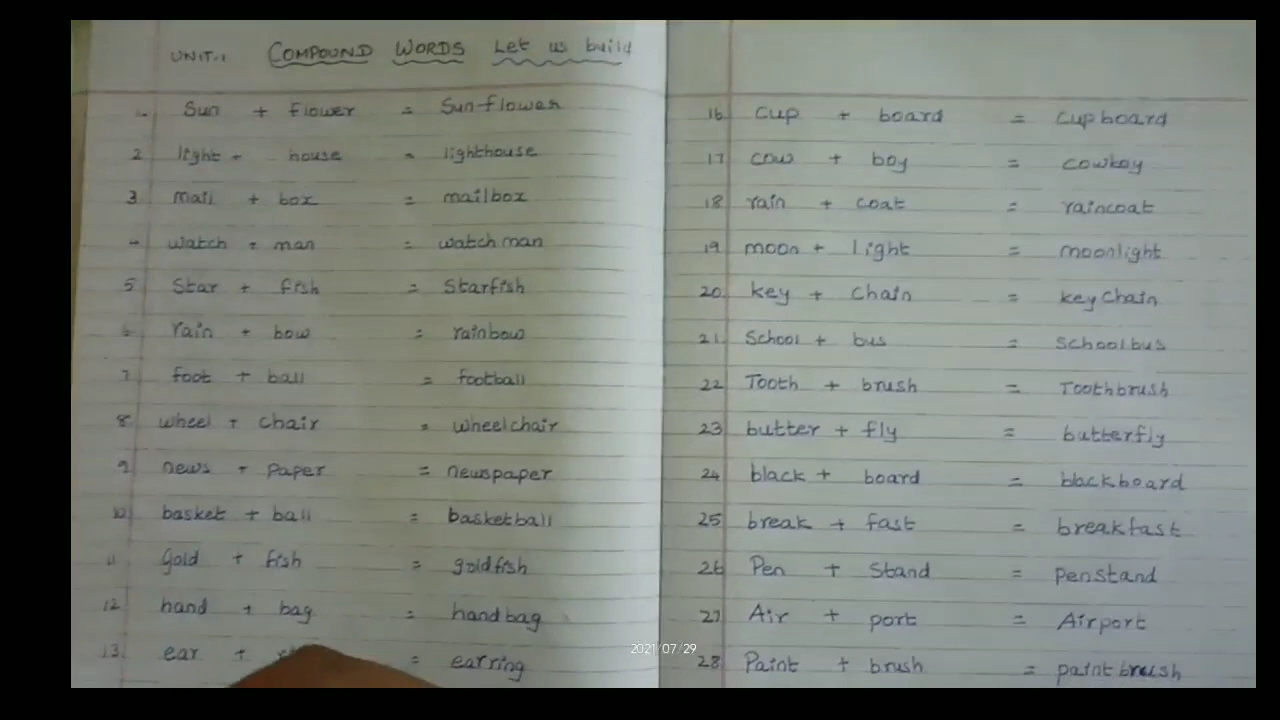 UNIT-1 COMPOUND WORDS Let us build
1. Sun + flower = Sunflower
2 light + house = lighthouse
3 mail + box = mailbox
4 watch + man = watchman
5 Star + fish = Starfish
6 rain + bow = rainbow
7 foot + ball = football
8 wheel + chair = wheelchair
9 news + paper = newspaper
10 basket + ball = basketball
11 gold + fish = goldfish
12 hand + bag = handbag
13 ear + = earring
16 Cup + board = Cupboard
17 cow + boy = cowboy
18 rain + coat = raincoat
19 moon + light = moonlight
20 key + chain = keychain
21 School + bus = Schoolbus
22 Tooth + brush = Toothbrush
23 butter + fly = butterfly
24 black + board = blackboard
25 break + fast = breakfast
26 Pen + Stand = penstand
27 Air + port = Airport
28 Paint + brush = paintbrush
2021/07/29